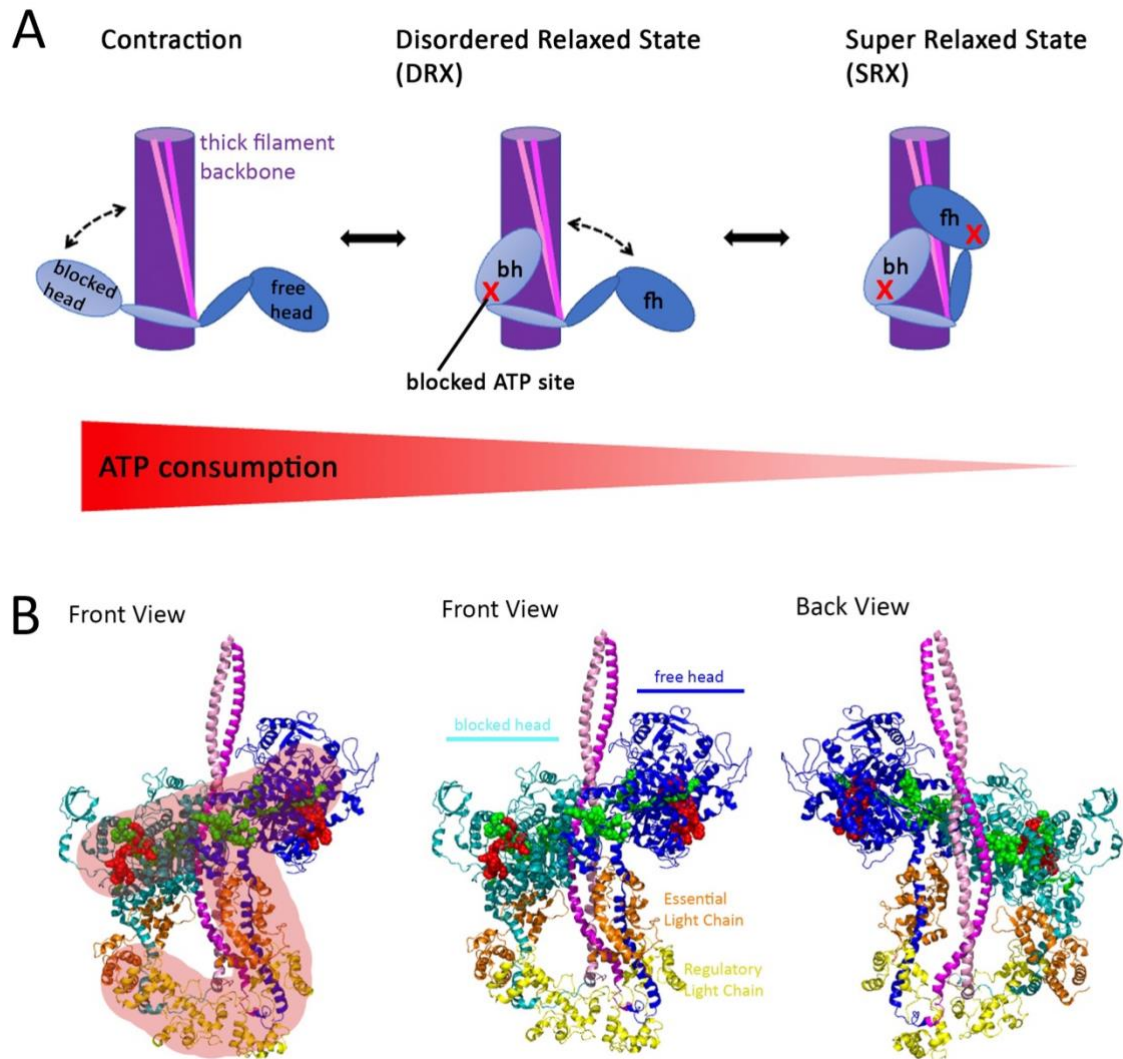 A
Contraction
Disordered Relaxed State
(DRX)
Super Relaxed State
(SRX)
thick filament
backbone
blocked
head
free
head
bh
X
fh
blocked ATP site
fh
X
bh
X
ATP consumption
B
Front View
Front View
Back View
free head
blocked head
Essential
Light Chain
Regulatory
Light Chain